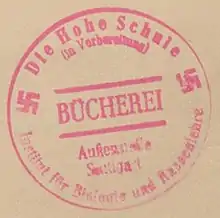 Die Hohe Schule
(in Vorbereitung)
BÜCHEREI
Außenstelle
Stuttgart
Institut für Biologie und Rassenlehre